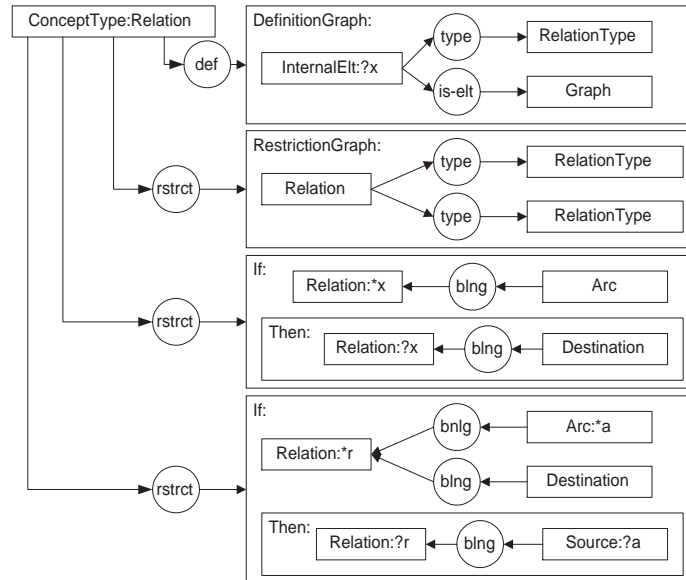 ConceptType:Relation
def
DefinitionGraph:
InternalElt:?x
type
RelationType
is-elt
Graph
rstrct
RestrictionGraph:
Relation
type
RelationType
type
RelationType
rstrct
If:
Relation:*x
blng
Arc
Then:
Relation:?x
blng
Destination
rstrct
If:
Relation:*r
bnlg
Arc:*a
blng
Destination
Then:
Relation:?r
blng
Source:?a